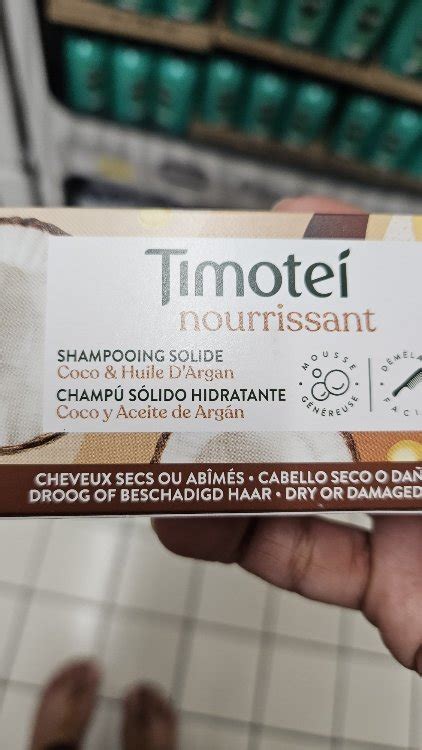 Timotei
nourrissant
SHAMPOOING SOLIDE
Coco & Huile D'Argan
CHAMPÚ SÓLIDO HIDRATANTE
Coco y Aceite de Argán
MOUSSE GÉNÉREUSE
CHEVEUX SECS OU ABÎMÉS • CABELLO SECO O
DROOG OF BESCHADIGD HAAR • DRY OR DAMAGED